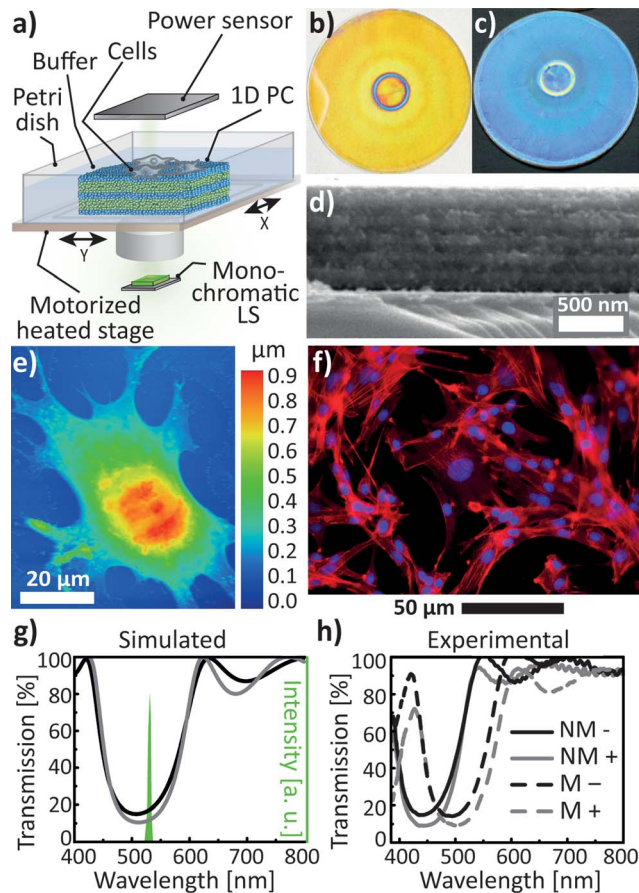 a)
Power sensor
Cells
Buffer
Petri
dish
1D PC
X
Y
Mono-
chromatic
LS
Motorized
heated stage
b)
c)
d)
500 nm
e)
µm
0.9
0.8
0.7
0.6
0.5
0.4
0.3
0.2
0.1
0.0
20 µm
f)
50 µm
g)
Simulated
Transmission [%]
100
80
60
40
20
0
400 500 600 700 800
Wavelength [nm]
Intensity [a. u.]
h)
Experimental
Transmission [%]
100
80
60
40
20
0
NM -
NM +
M –
M +
400 500 600 700 800
Wavelength [nm]